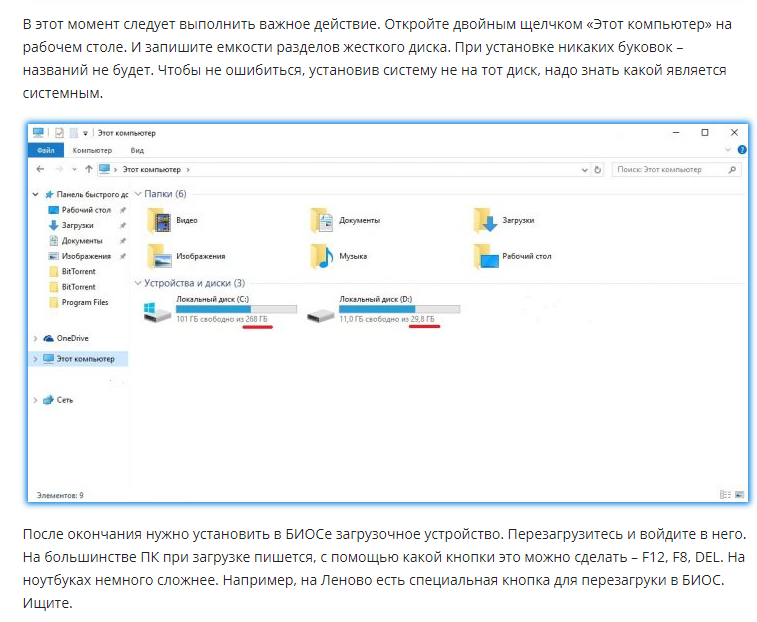 В этот момент следует выполнить важное действие. Откройте двойным щелчком «Этот компьютер» на
рабочем столе. И запишите емкости разделов жесткого диска. При установке никаких буковок –
названий не будет. Чтобы не ошибиться, установив систему не на тот диск, надо знать какой является
системным.
Этот компьютер
Файл Компьютер Вид
Этот компьютер
Поиск: Этот компьютер
Панель быстрого дс
Рабочий стол
Загрузки
Документы
Изображения
BitTorrent
BitTorrent
Program Files
OneDrive
Этот компьютер
Сеть
Папки (6)
Видео Документы Загрузки
Изображения Музыка Рабочий стол
Устройства и диски (3)
Локальный диск (C:) Локальный диск (D:)
101 ГБ свободно из 268 ГБ 11,0 ГБ свободно из 29,8 ГБ
Элементов: 9
После окончания нужно установить в БИОСе загрузочное устройство. Перезагрузитесь и войдите в него.
На большинстве ПК при загрузке пишется, с помощью какой кнопки это можно сделать – F12, F8, DEL. На
ноутбуках немного сложнее. Например, на Леново есть специальная кнопка для перезагруки в БИОС.
Ищите.